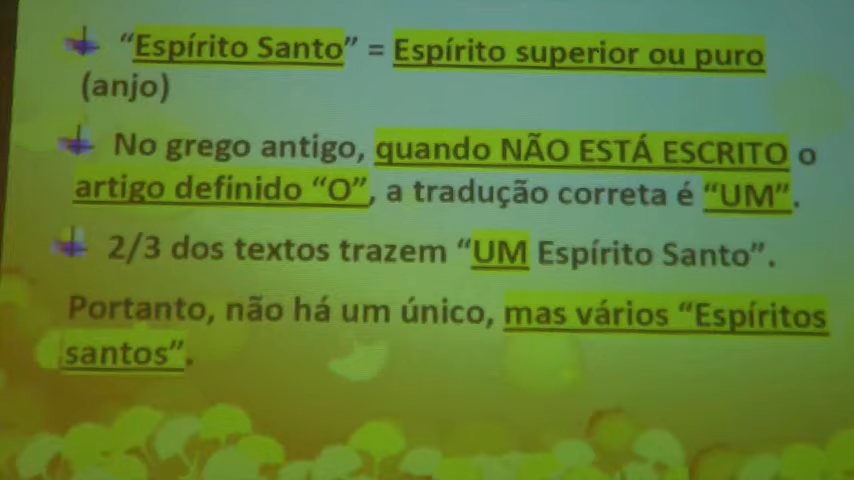 “Espírito Santo” = Espírito superior ou puro
(anjo)
No grego antigo, quando NÃO ESTÁ ESCRITO o
artigo definido “O”, a tradução correta é “UM”.
2/3 dos textos trazem “UM Espírito Santo”.
Portanto, não há um único, mas vários “Espíritos
santos”.